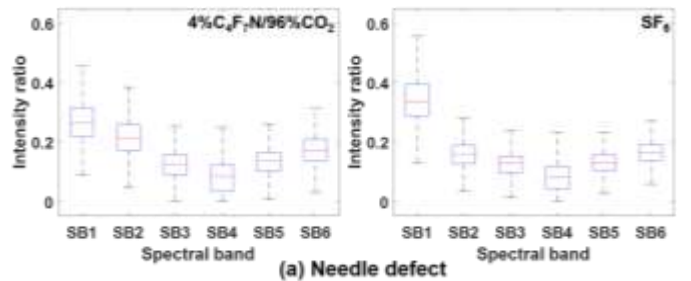 4%C₄F₇N/96%CO₂
Intensity ratio
0.6
0.4
0.2
0
SB1 SB2 SB3 SB4 SB5 SB6
Spectral band
SF₆
Intensity ratio
0.6
0.4
0.2
0
SB1 SB2 SB3 SB4 SB5 SB6
Spectral band
(a) Needle defect